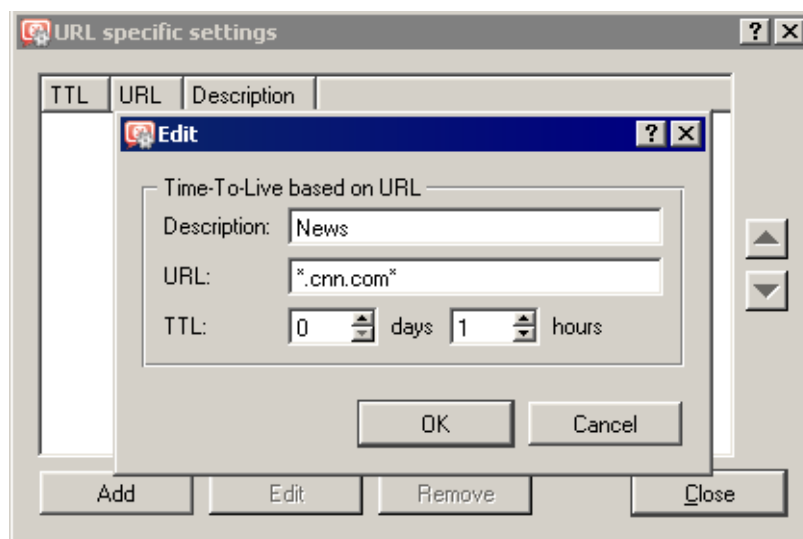 URL specific settings
TTL URL Description
Edit
Time-To-Live based on URL
Description: News
URL: *.cnn.com*
TTL: 0 days 1 hours
OK Cancel
Add Edit Remove Close